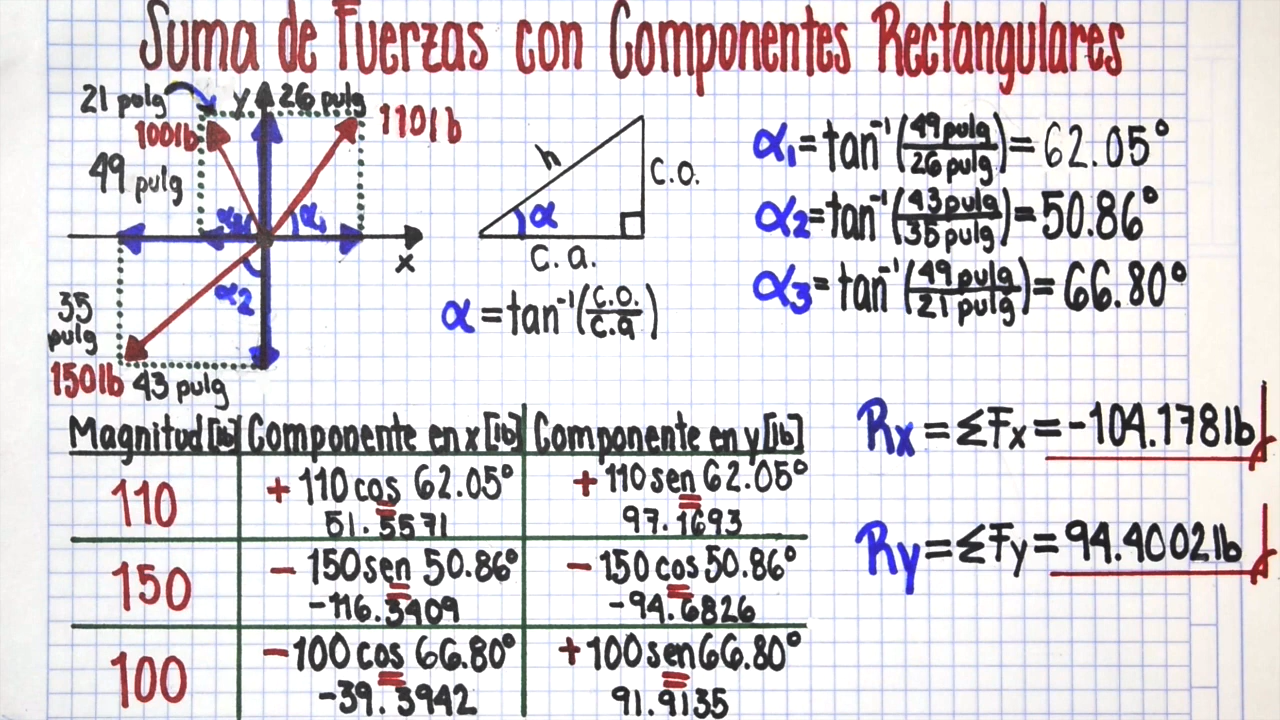 Suma de Fuerzas con Componentes Rectangulares
21 pulg
y
26 pulg
100lb
110lb
49 pulg
α₁
x
α2
35
pulg
150lb
43 pulg
h
c.o.
α
c.a.
α = tan⁻¹(c.o./c.a)
α₁ = tan⁻¹(49 pulg/26 pulg) = 62.05°
α2 = tan⁻¹(43 pulg/35 pulg) = 50.86°
α3 = tan⁻¹(49 pulg/21 pulg) = 66.80°
Magnitud [lb] Componente en x [lb] Componente en y [lb]
110 + 110 cos 62.05° + 110 sen 62.05°
51.5571 97.1693
150 - 150 sen 50.86° - 150 cos 50.86°
-116.3409 -94.6826
100 - 100 cos 66.80° + 100 sen 66.80°
-39.3942 91.9135
Rx = ΣFx = -104.178 lb
Ry = ΣFy = 94.4002 lb